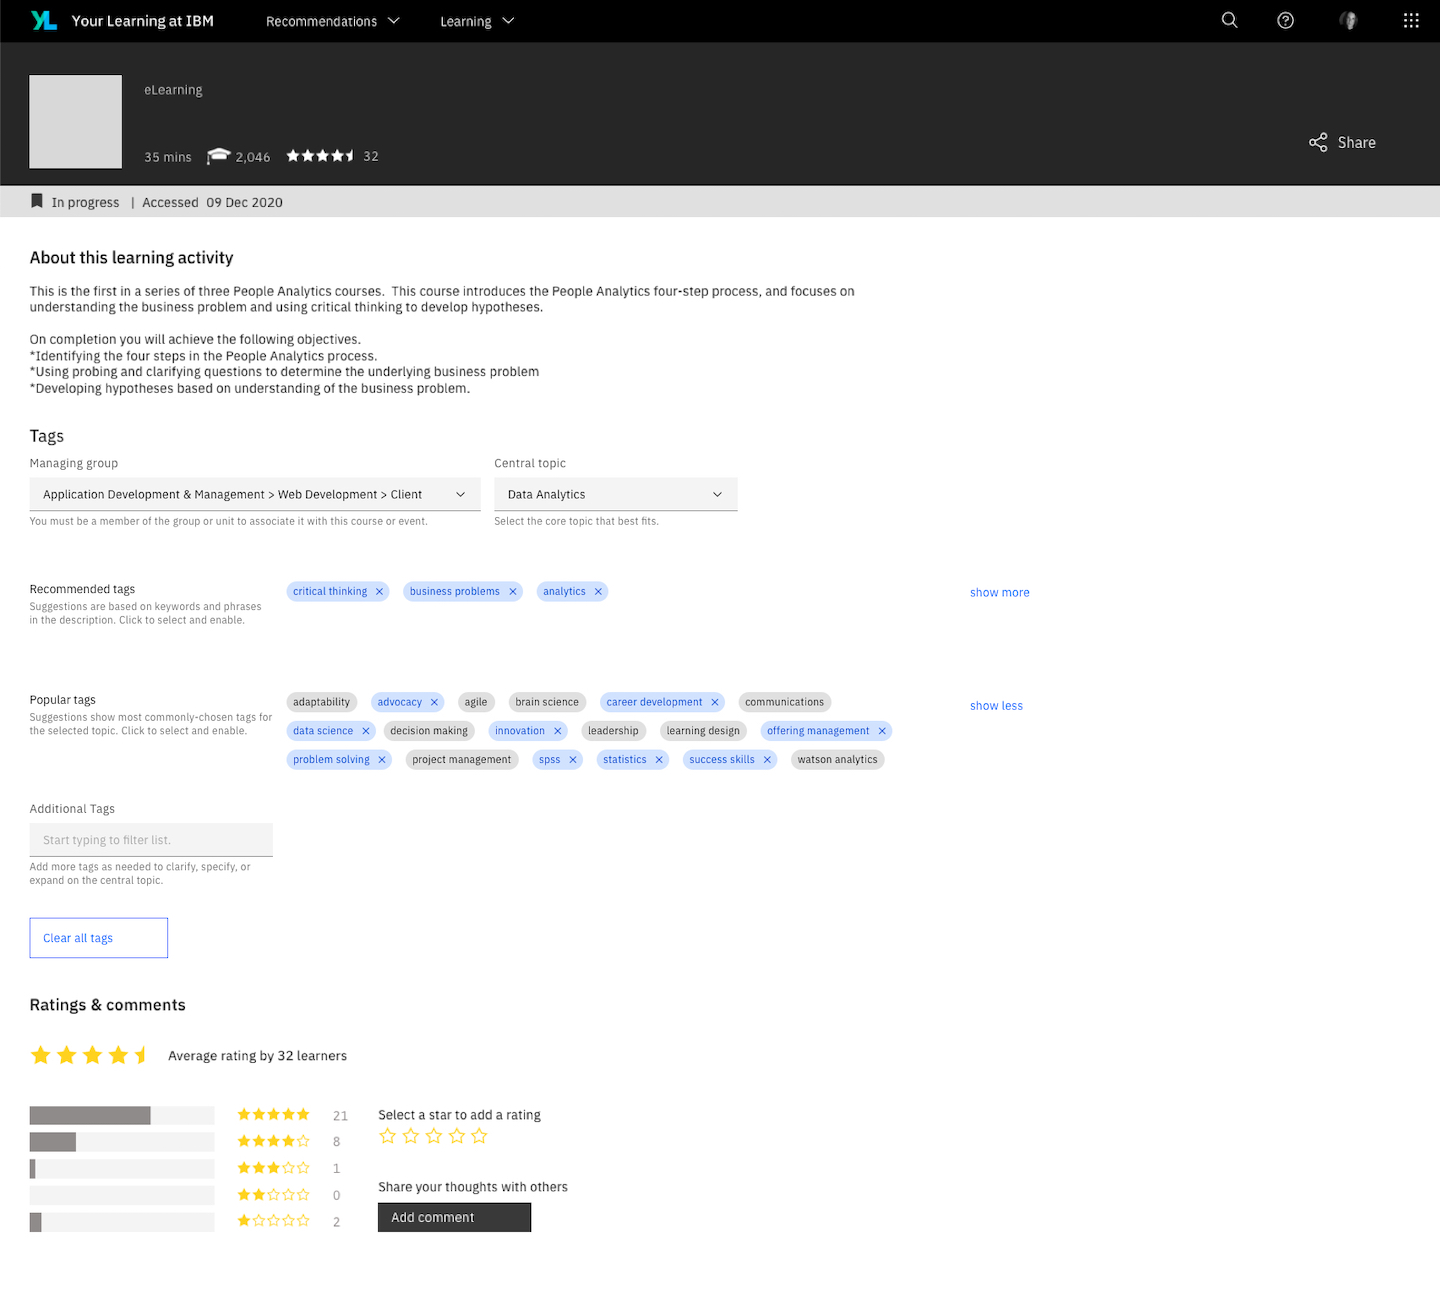 YL Your Learning at IBM Recommendations Learning
eLearning
35 mins 2,046 32
Share
In progress | Accessed 09 Dec 2020
About this learning activity
This is the first in a series of three People Analytics courses. This course introduces the People Analytics four-step process, and focuses on
understanding the business problem and using critical thinking to develop hypotheses.
On completion you will achieve the following objectives.
*Identifying the four steps in the People Analytics process.
*Using probing and clarifying questions to determine the underlying business problem
*Developing hypotheses based on understanding of the business problem.
Tags
Managing group
Application Development & Management > Web Development > Client
You must be a member of the group or unit to associate it with this course or event.
Central topic
Data Analytics
Select the core topic that best fits.
Recommended tags
Suggestions are based on keywords and phrases
in the description. Click to select and enable.
critical thinking business problems analytics
show more
Popular tags
Suggestions show most commonly-chosen tags for
the selected topic. Click to select and enable.
adaptability advocacy agile brain science career development communications
data science decision making innovation leadership learning design offering management
problem solving project management spss statistics success skills watson analytics
show less
Additional Tags
Start typing to filter list.
Add more tags as needed to clarify, specify, or
expand on the central topic.
Clear all tags
Ratings & comments
Average rating by 32 learners
21
8
1
0
2
Select a star to add a rating
Share your thoughts with others
Add comment